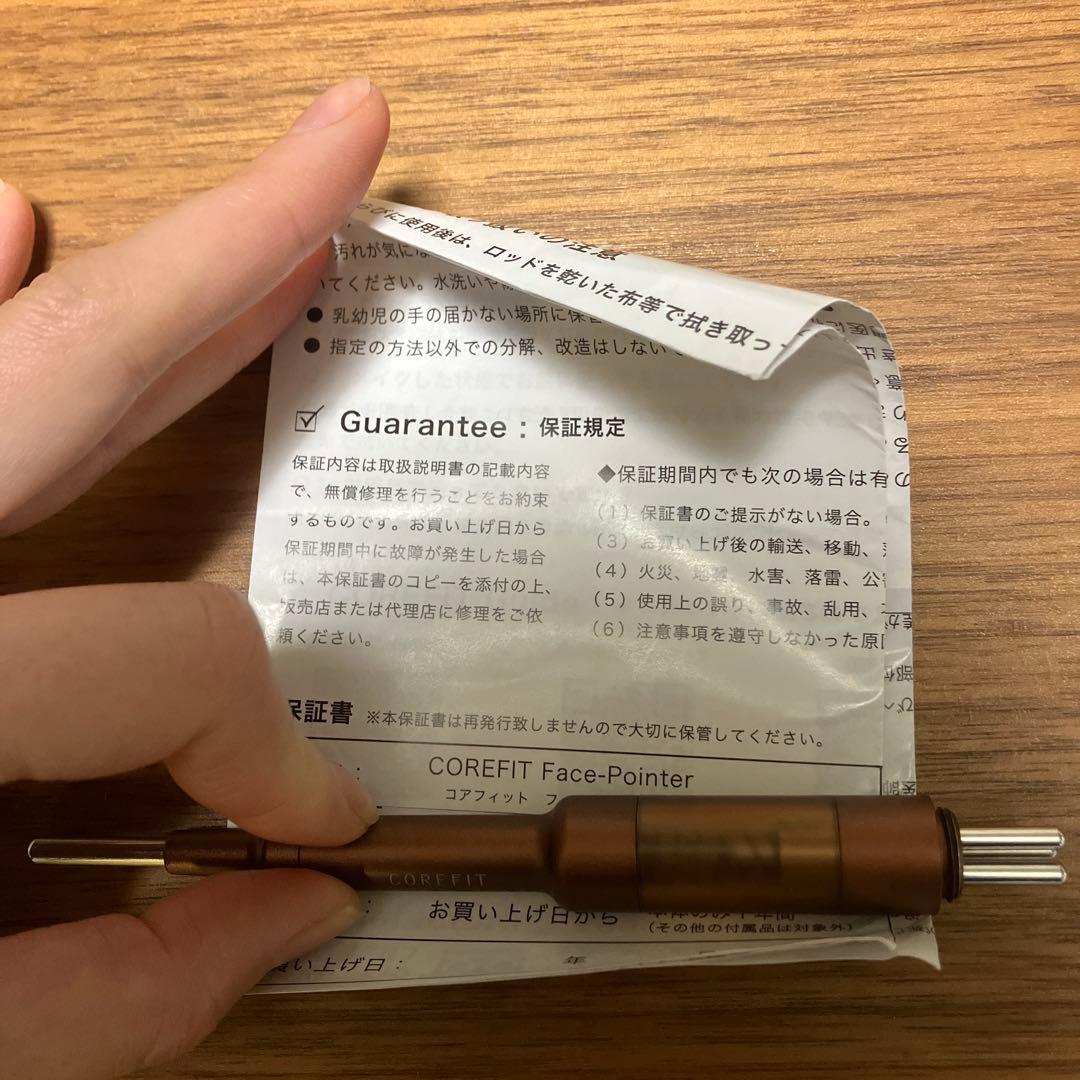 らびに使用後は、ロッドを乾いた布等で拭き取っ
汚れが気にな
いてください。水洗いや
● 乳幼児の手の届かない場所に保管
● 指定の方法以外での分解、改造はしない
Guarantee：保証規定
保証内容は取扱説明書の記載内容
で、無償修理を行うことをお約束
するものです。お買い上げ日から
保証期間中に故障が発生した場合
は、本保証書のコピーを添付の上、
販売店または代理店に修理をご依
頼ください。
◆保証期間内でも次の場合は有
（1）保証書のご提示がない場合。
（3）お買い上げ後の輸送、移動、
（4）火災、地震、水害、落雷、公害
（5）使用上の誤り、事故、乱用、
（6）注意事項を遵守しなかった原因
保証書 ※本保証書は再発行致しませんので大切に保管してください。
COREFIT Face-Pointer
コアフィット フ
COREFIT
お買い上げ日から
(その他の付属品は対象外)
買い上げ日： 年